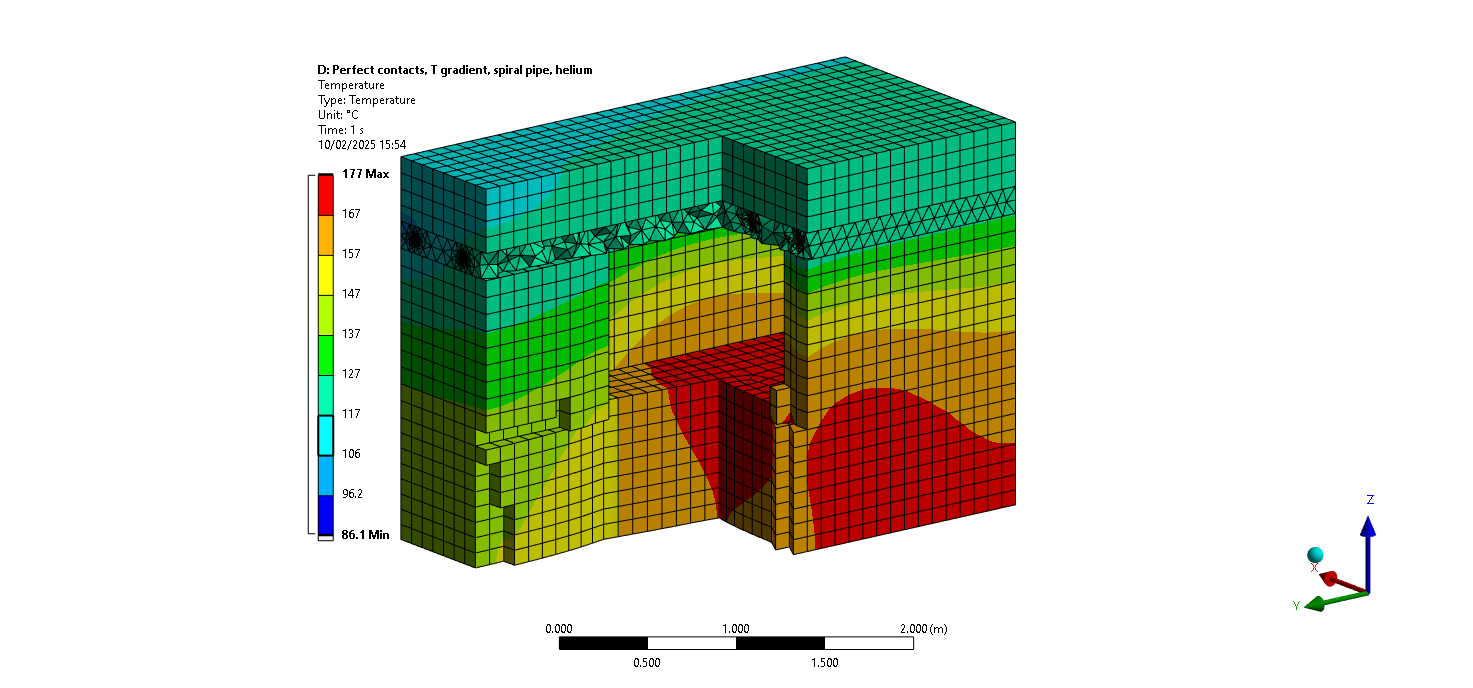 D: Perfect contacts, T gradient, spiral pipe, helium
Temperature
Type: Temperature
Unit: °C
Time: 1 s
10/02/2025 15:54
177 Max
167
157
147
137
127
117
106
96.2
86.1 Min
Z
X
Y
0.000 1.000 2.000 (m)
0.500 1.500